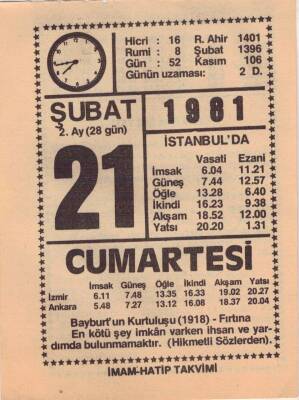 Hicri : 16 R. Ahir 1401
Rumi : 8 Şubat 1396
Gün : 52 Kasım 106
Günün uzaması: 2 D.
ŞUBAT
2. Ay (28 gün)
21
1981
İSTANBUL'DA
Vasati Ezani
İmsak 6.04 11.21
Güneş 7.44 12.57
Öğle 13.28 6.40
İkindi 16.23 9.38
Akşam 18.52 12.00
Yatsı 20.20 1.31
CUMARTESİ
İmsak Güneş Öğle İkindi Akşam Yatsı
İzmir 6.11 7.48 13.35 16.33 19.02 20.27
Ankara 5.48 7.27 13.12 16.08 18.37 20.04
Bayburt'un Kurtuluşu (1918) - Fırtına
En kötü şey imkân varken ihsan ve yar-
dımda bulunmamaktır. (Hikmetli Sözlerden).
İMAM-HATİP TAKVİMİ